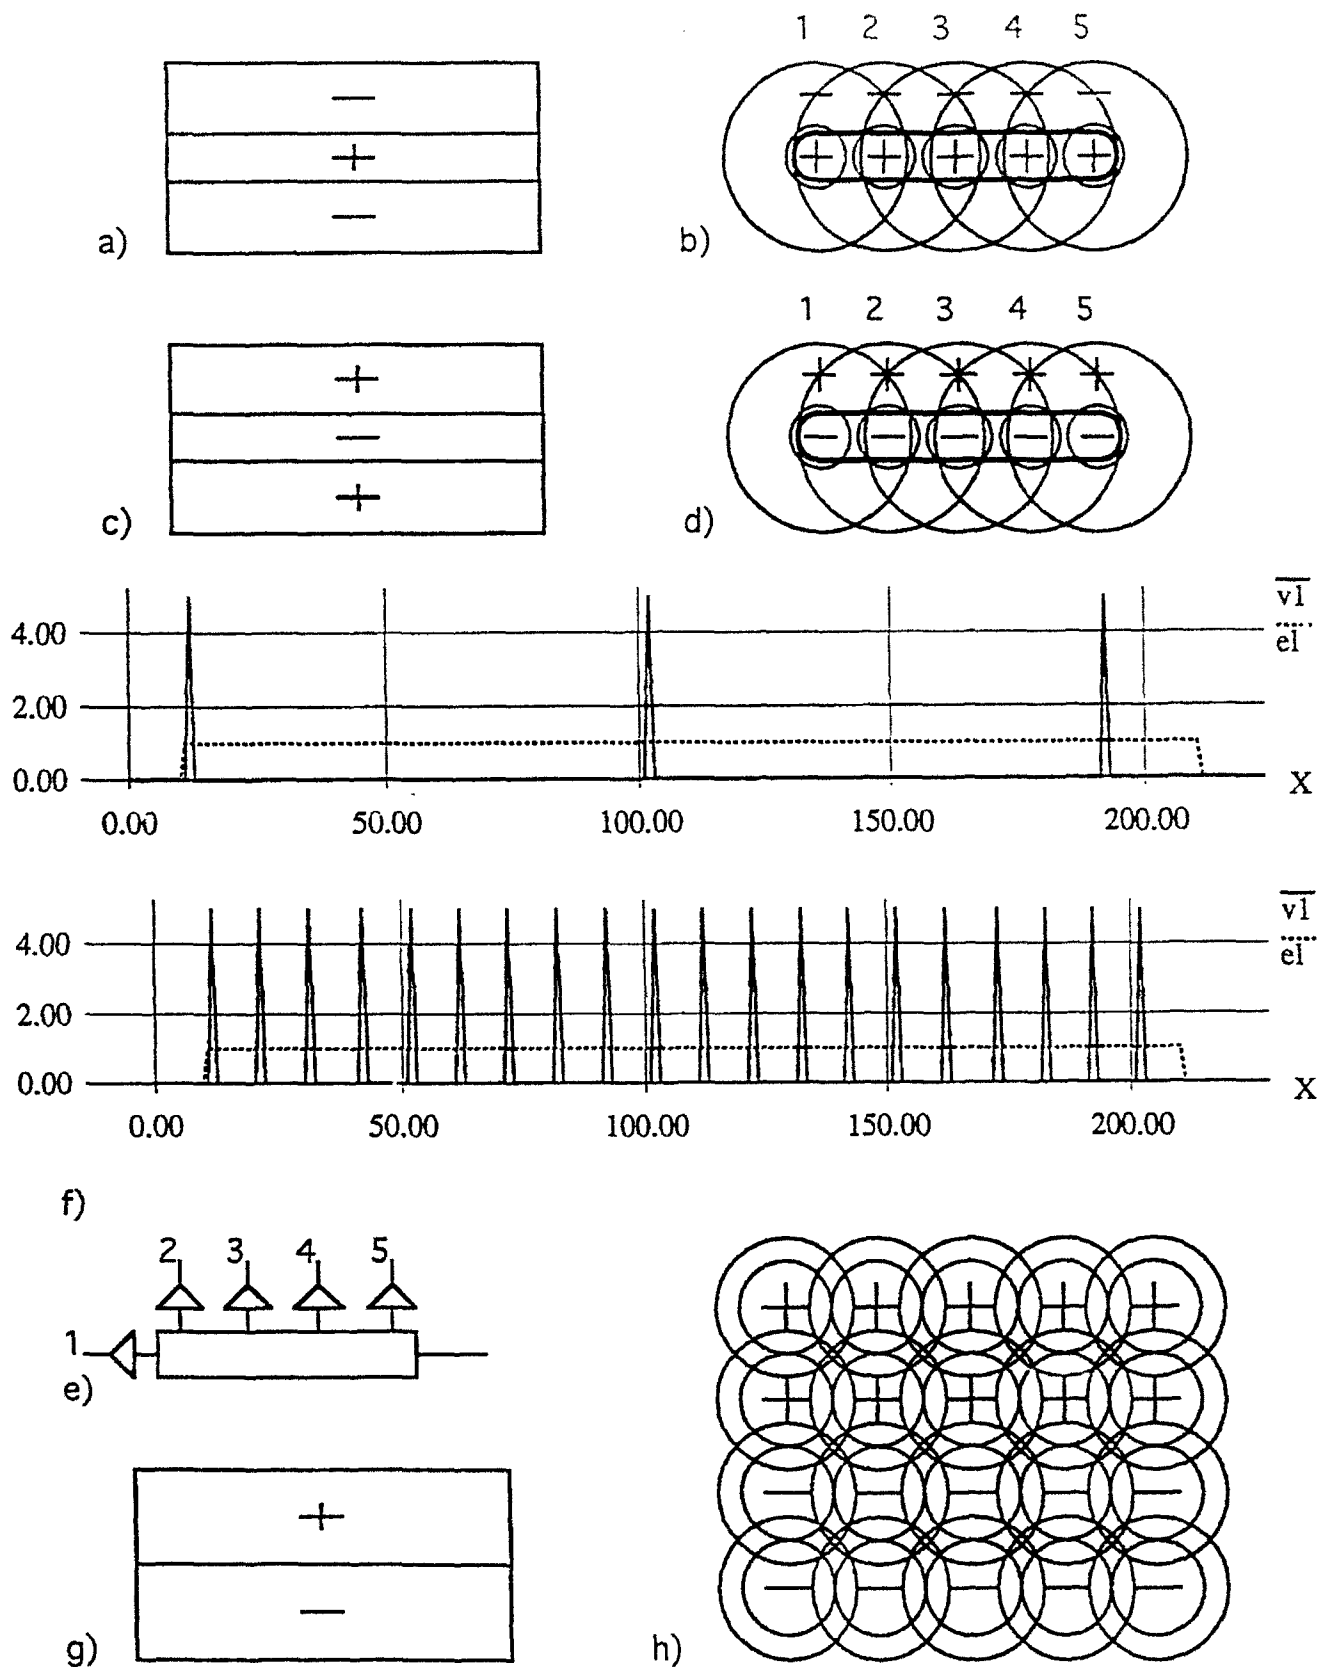 1 2 3 4 5
−
+
−
− − − − −
+ + + + +
a)
b)
1 2 3 4 5
+
−
+
+ + + + +
− − − − −
c)
d)
v1
4.00
el
2.00
0.00
X
0.00 50.00 100.00 150.00 200.00
v1
4.00
el
2.00
0.00
X
0.00 50.00 100.00 150.00 200.00
f)
2 3 4 5
1
e)
+ + + + +
+ + + + +
− − − − −
− − − − −
+
−
g)
h)